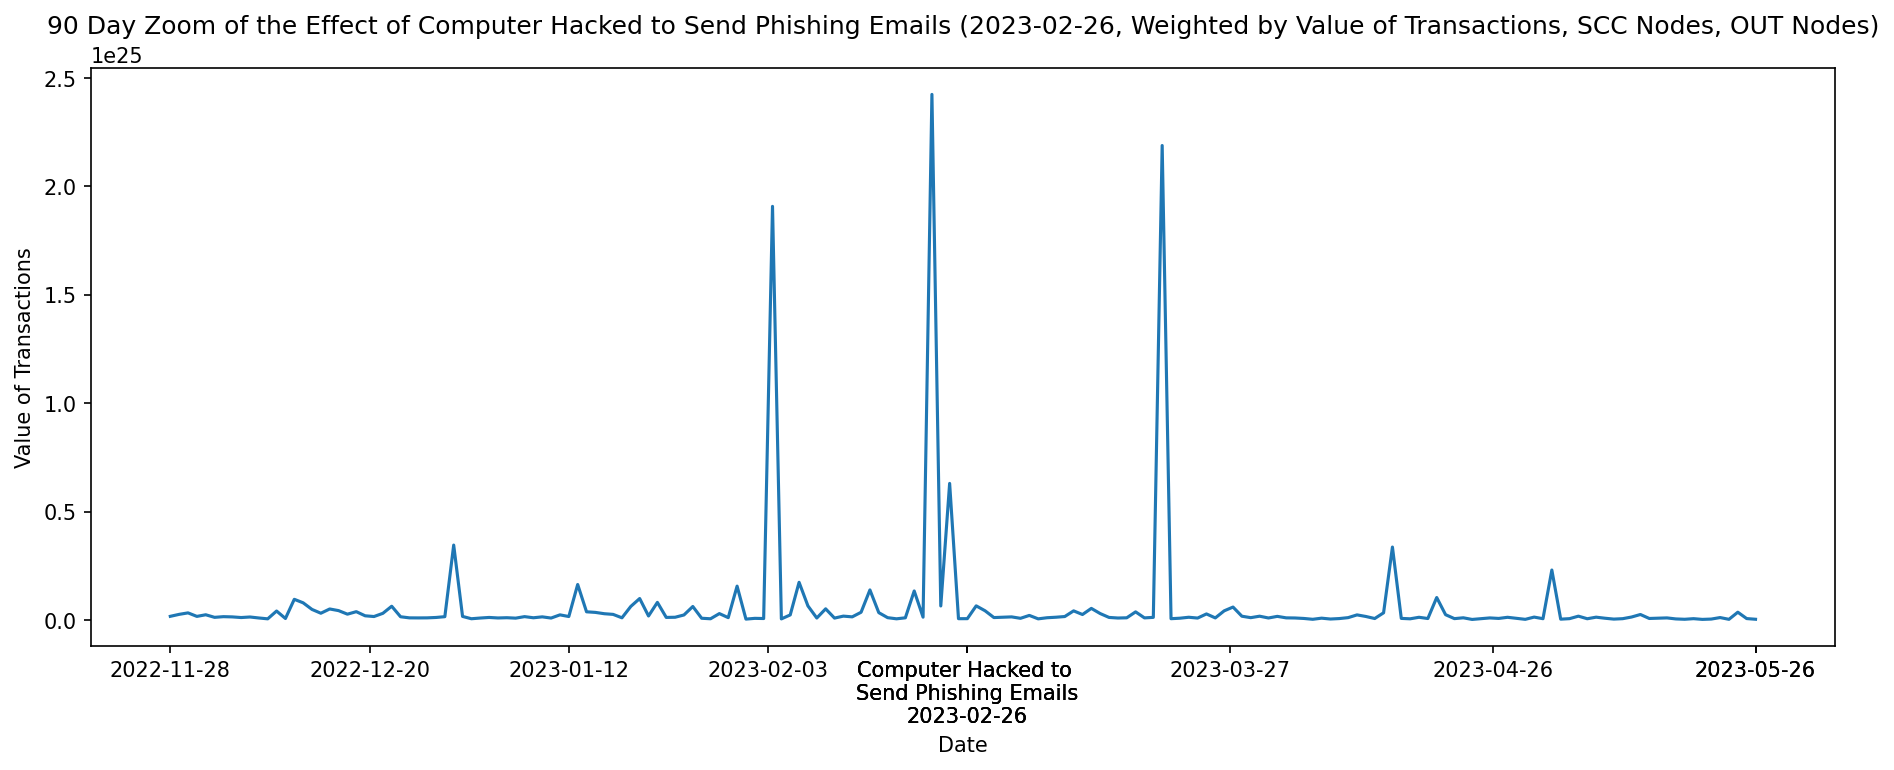 90 Day Zoom of the Effect of Computer Hacked to Send Phishing Emails (2023-02-26, Weighted by Value of Transactions, SCC Nodes, OUT Nodes)
1e25
2.5
2.0
1.5
1.0
0.5
0.0
Value of Transactions
2022-11-28 2022-12-20 2023-01-12 2023-02-03 Computer Hacked to 2023-03-27 2023-04-26 2023-05-26
Send Phishing Emails
2023-02-26
Date